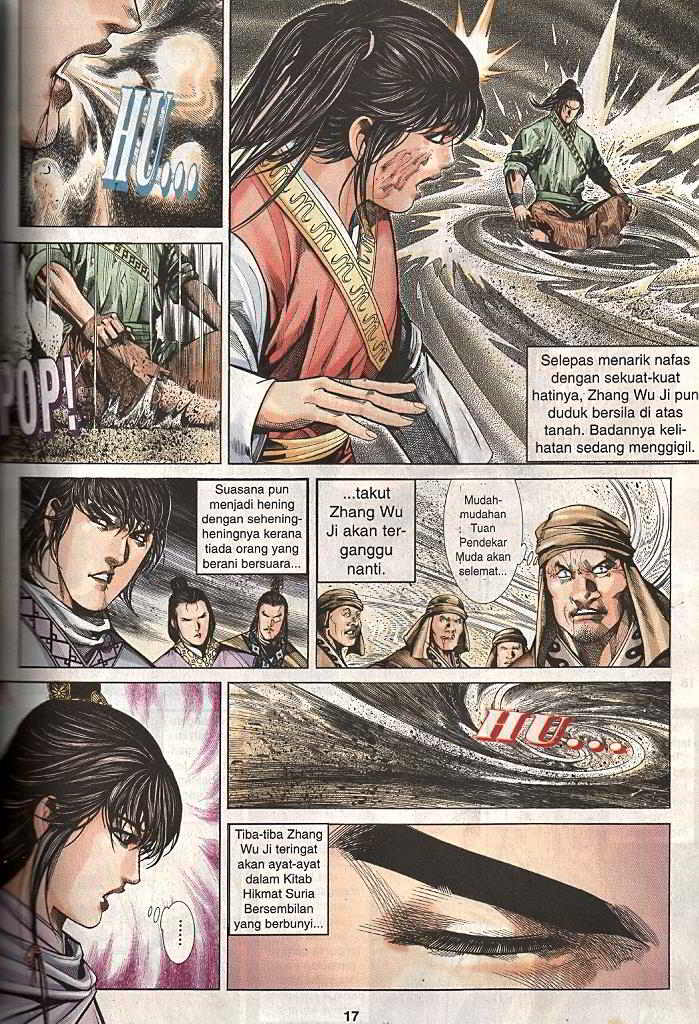 HU...
POP!
Selepas menarik nafas
dengan sekuat-kuat
hatinya, Zhang Wu Ji pun
duduk bersila di atas
tanah. Badannya keli-
hatan sedang menggigil.
Suasana pun
menjadi hening
dengan sehening-
heningnya kerana
tiada orang yang
berani bersuara...
...takut
Zhang Wu
Ji akan ter-
ganggu
nanti.
Mudah-
mudahan
Tuan
Pendekar
Muda akan
selemat...
HU...
......
Tiba-tiba Zhang
Wu Ji teringat
akan ayat-ayat
dalam Kitab
Hikmat Suria
Bersembilan
yang berbunyi...
17